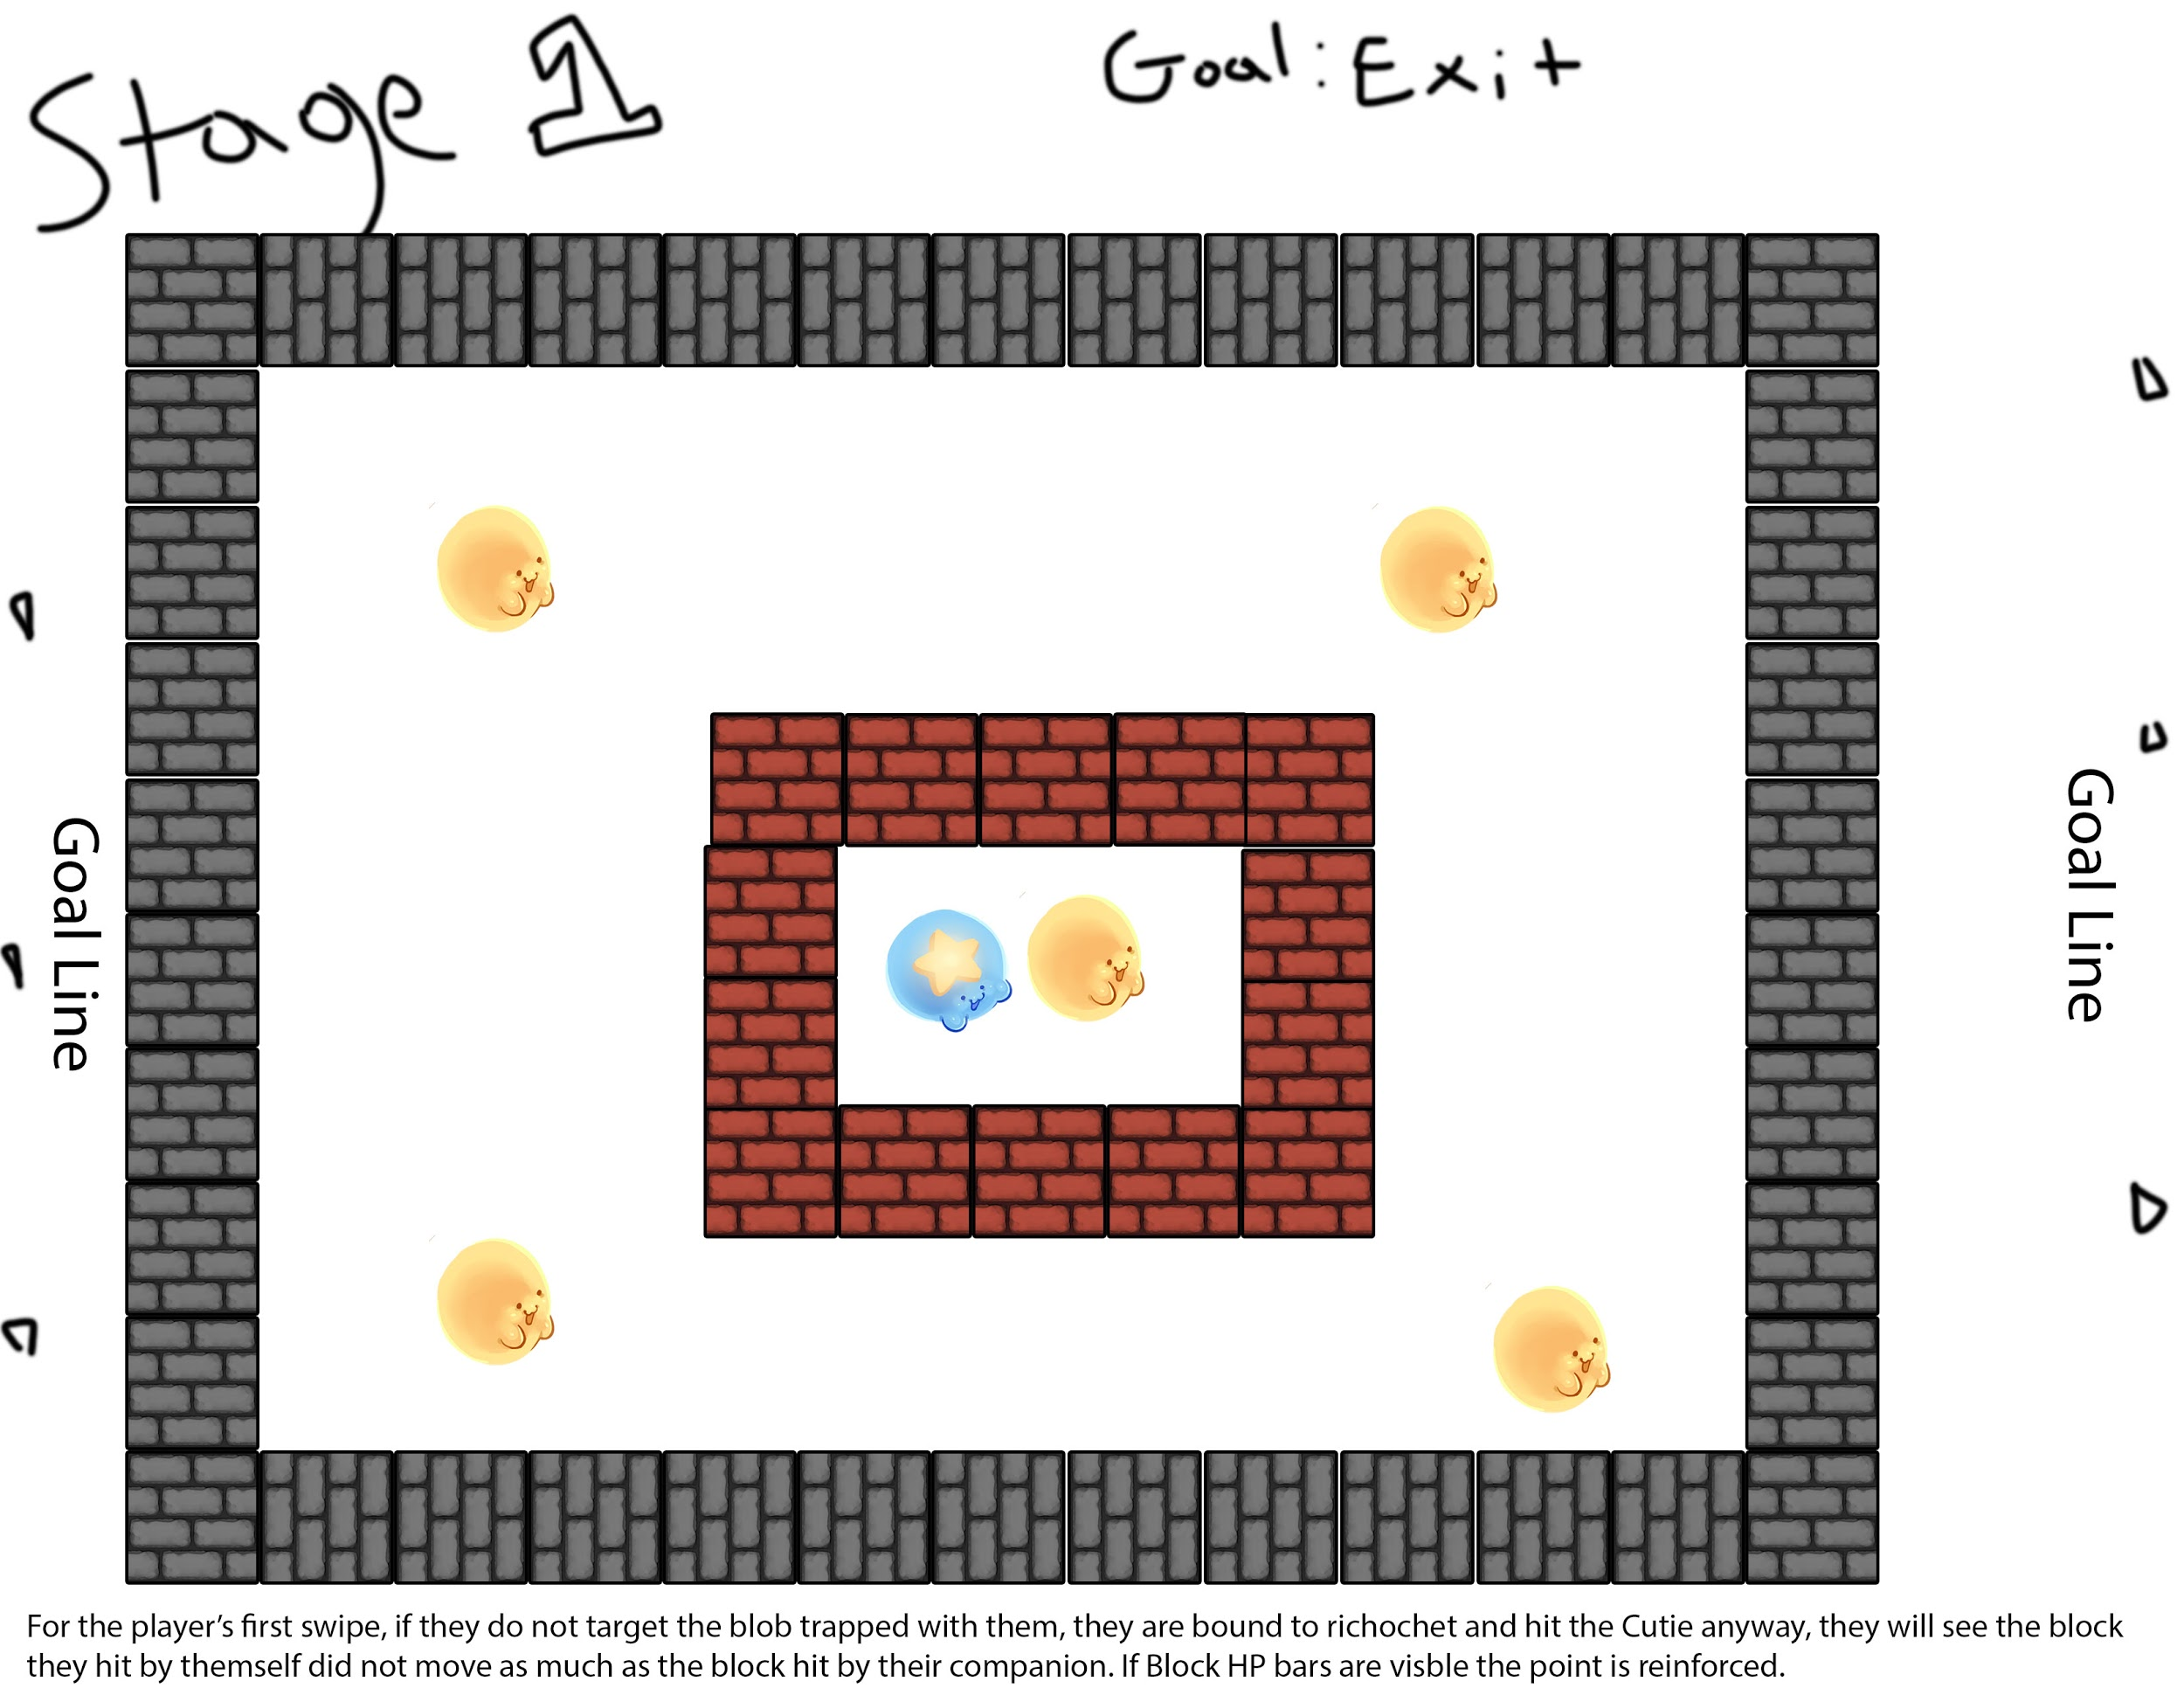 Stage 1
Goal: Exit
Goal Line
Goal Line
For the player's first swipe, if they do not target the blob trapped with them, they are bound to richochet and hit the Cutie anyway, they will see the block
they hit by themself did not move as much as the block hit by their companion. If Block HP bars are visble the point is reinforced.